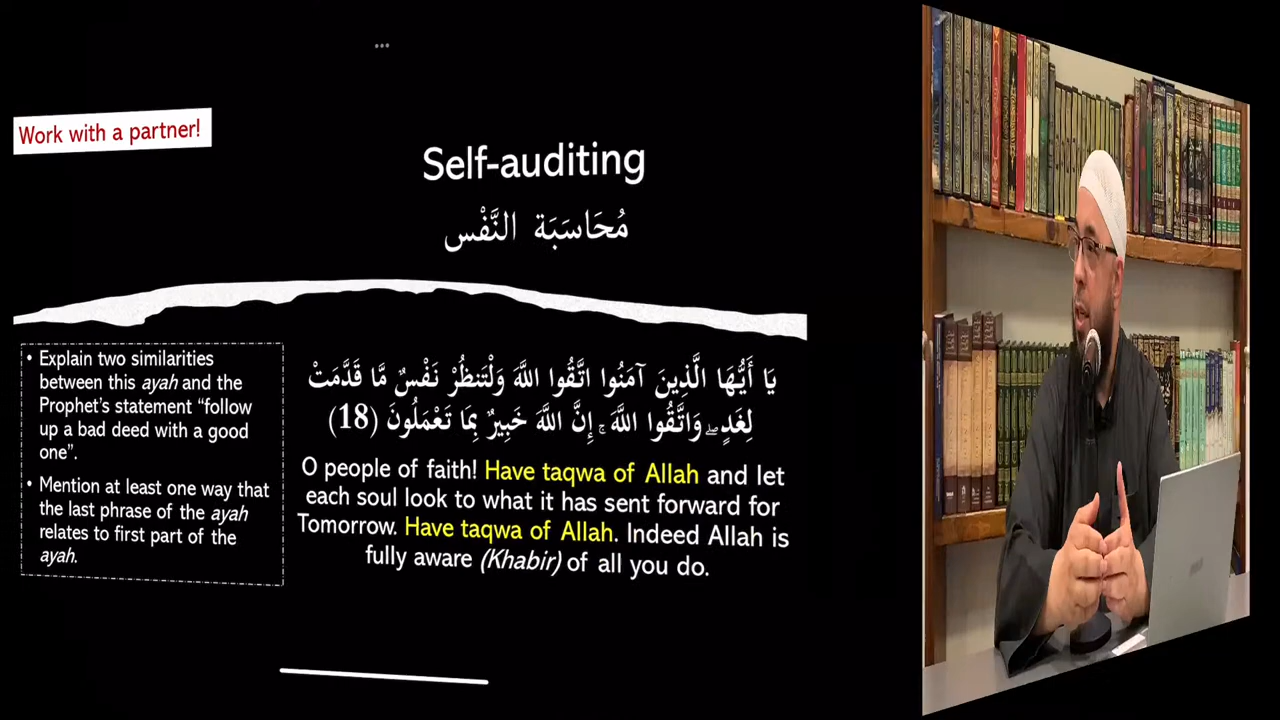 Work with a partner!
Self-auditing
مُحَاسَبَة النَّفْس
• Explain two similarities
between this ayah and the
Prophet's statement “follow
up a bad deed with a good
one”.
• Mention at least one way that
the last phrase of the ayah
relates to first part of the
ayah.
يَا أَيُّهَا الَّذِينَ آمَنُوا اتَّقُوا اللَّهَ وَلْتَنظُرْ نَفْسٌ مَّا قَدَّمَتْ
لِغَدٍ ۖ وَاتَّقُوا اللَّهَ ۚ إِنَّ اللَّهَ خَبِيرٌ بِمَا تَعْمَلُونَ (18)
O people of faith! Have taqwa of Allah and let
each soul look to what it has sent forward for
Tomorrow. Have taqwa of Allah. Indeed Allah is
fully aware (Khabir) of all you do.